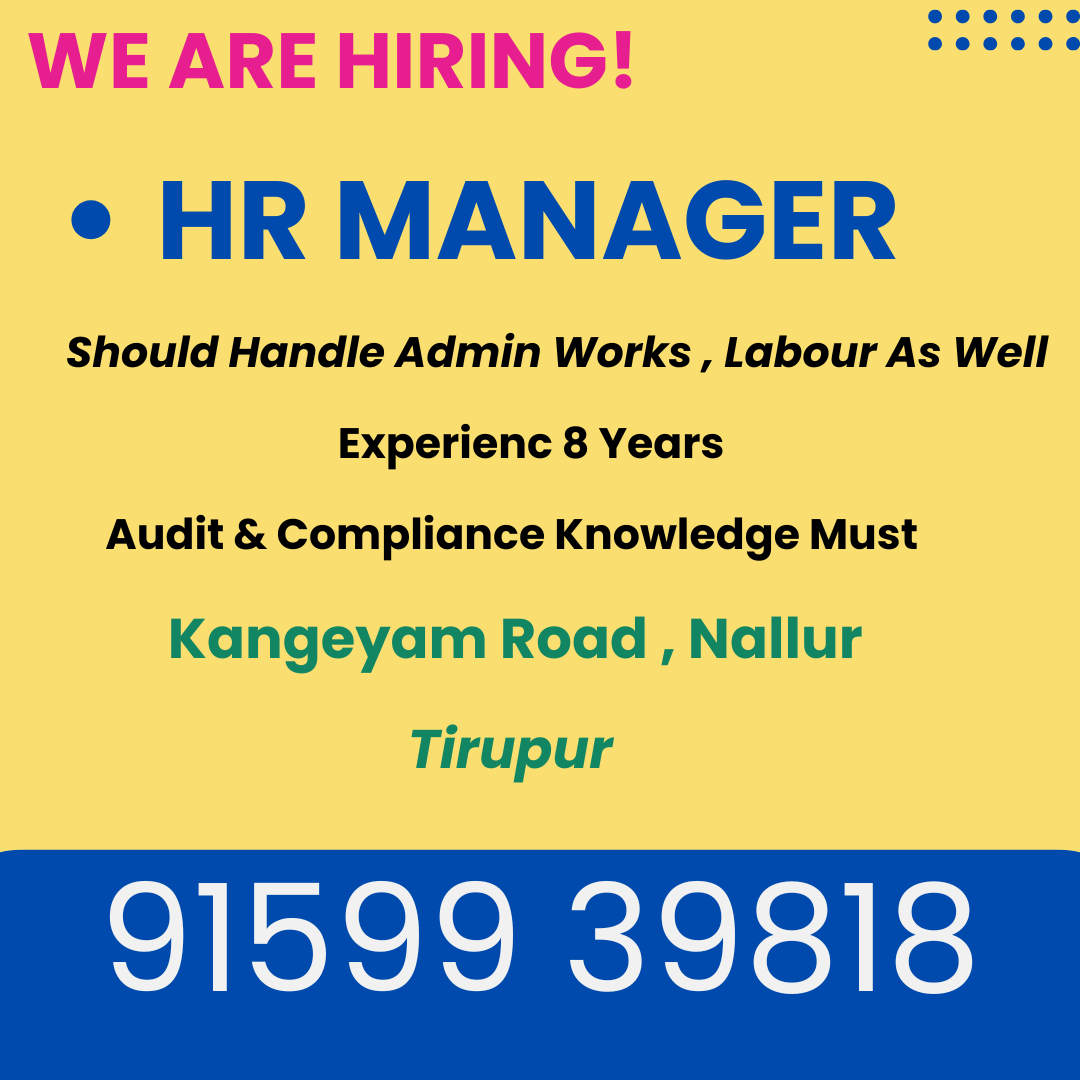 WE ARE HIRING!
• HR MANAGER
Should Handle Admin Works , Labour As Well
Experienc 8 Years
Audit & Compliance Knowledge Must
Kangeyam Road , Nallur
Tirupur
91599 39818